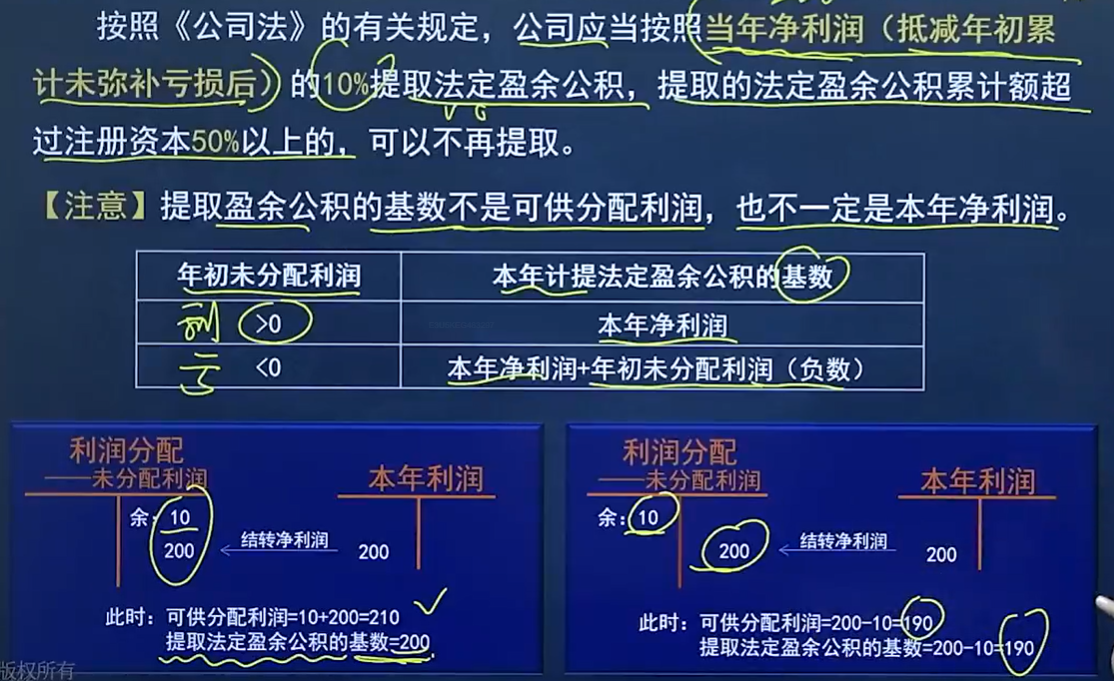 按照《公司法》的有关规定，公司应当按照当年净利润（抵减年初累
计未弥补亏损后）的10%提取法定盈余公积，提取的法定盈余公积累计额超
过注册资本50%以上的，可以不再提取。
【注意】提取盈余公积的基数不是可供分配利润，也不一定是本年净利润。
年初未分配利润 本年计提法定盈余公积的基数
利 >0 本年净利润
亏 <0 本年净利润+年初未分配利润（负数）
利润分配
——未分配利润
本年利润
余：10
200
结转净利润
200
此时：可供分配利润=10+200=210
提取法定盈余公积的基数=200
利润分配
——未分配利润
本年利润
余：10
200
结转净利润
200
此时：可供分配利润=200-10=190
提取法定盈余公积的基数=200-10=190
版权所有